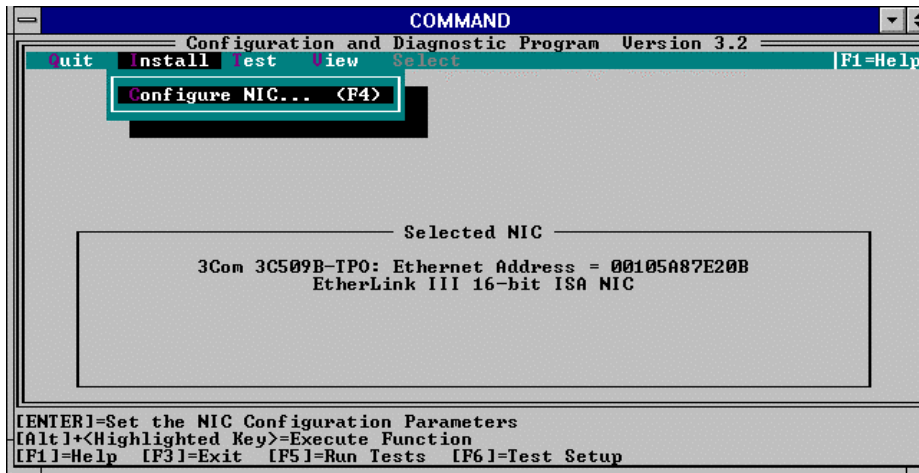 COMMAND
Configuration and Diagnostic Program Version 3.2
Quit Install Test View Select F1=Help
Configure NIC... (F4)
Selected NIC
3Com 3C509B-TPO: Ethernet Address = 00105A87E20B
EtherLink III 16-bit ISA NIC
[ENTER]=Set the NIC Configuration Parameters
[Alt]+<Highlighted Key>=Execute Function
[F1]=Help [F3]=Exit [F5]=Run Tests [F6]=Test Setup